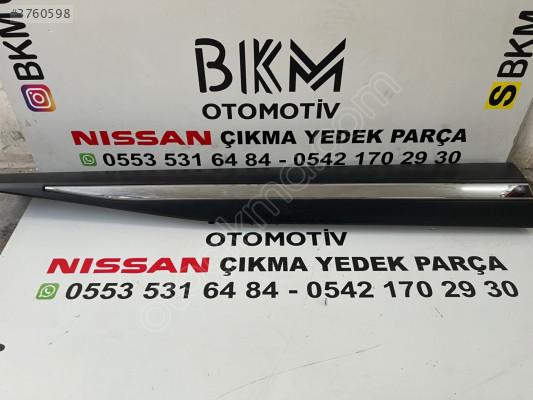 #3760598
BKM
OTOMOTİV
NISSAN ÇIKMA YEDEK PARÇA
0553 531 64 84 - 0542 170 29 30
OTOMOTİV
NISSAN ÇIKMA YEDEK PARÇA
0553 531 64 84 - 0542 170 29 30
BKM
S BKM